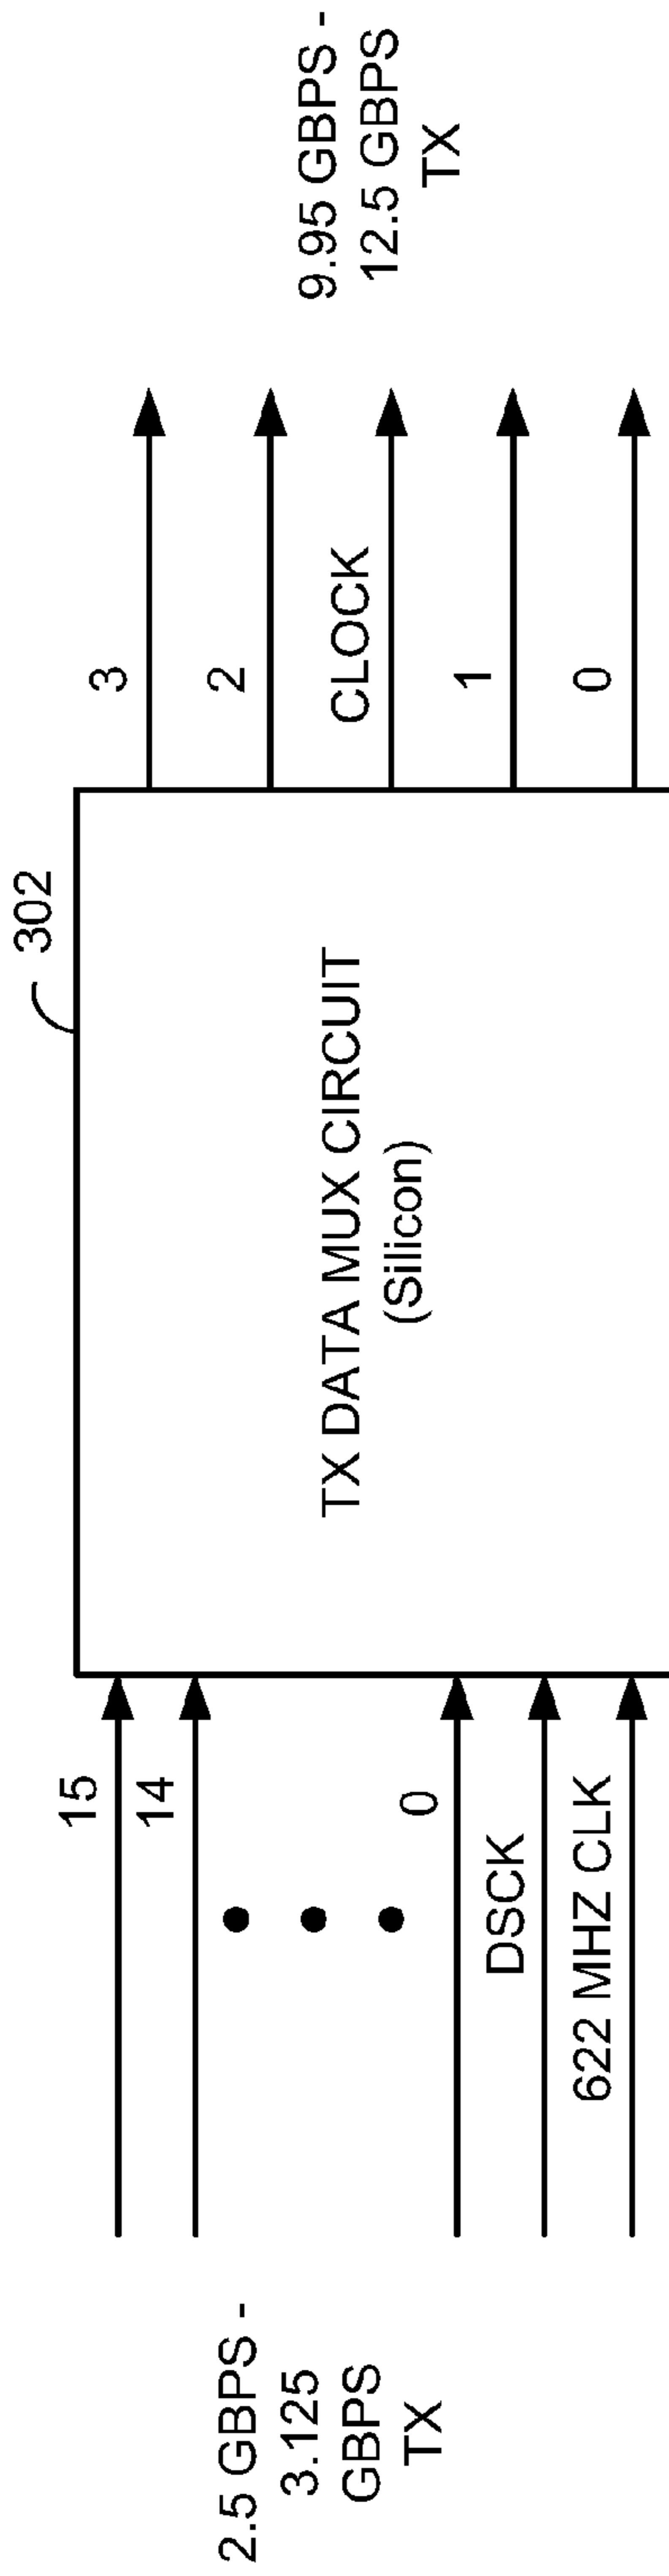 2.5 GBPS -
3.125
GBPS
TX
15
14
0
DSCK
622 MHZ CLK
302
TX DATA MUX CIRCUIT
(Silicon)
3
2
CLOCK
1
0
9.95 GBPS -
12.5 GBPS
TX